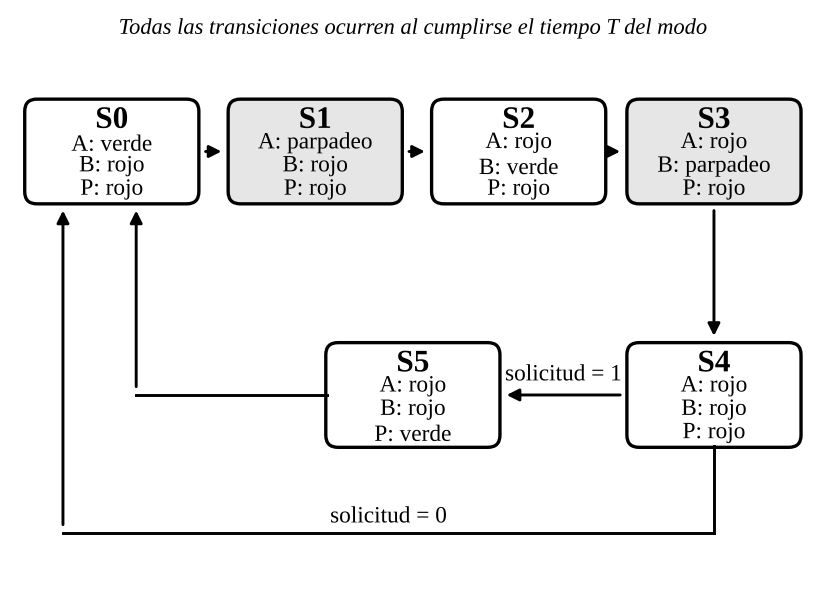 Todas las transiciones ocurren al cumplirse el tiempo T del modo
S0
A: verde
B: rojo
P: rojo
S1
A: parpadeo
B: rojo
P: rojo
S2
A: rojo
B: verde
P: rojo
S3
A: rojo
B: parpadeo
P: rojo
S5
A: rojo
B: rojo
P: verde
solicitud = 1
S4
A: rojo
B: rojo
P: rojo
solicitud = 0